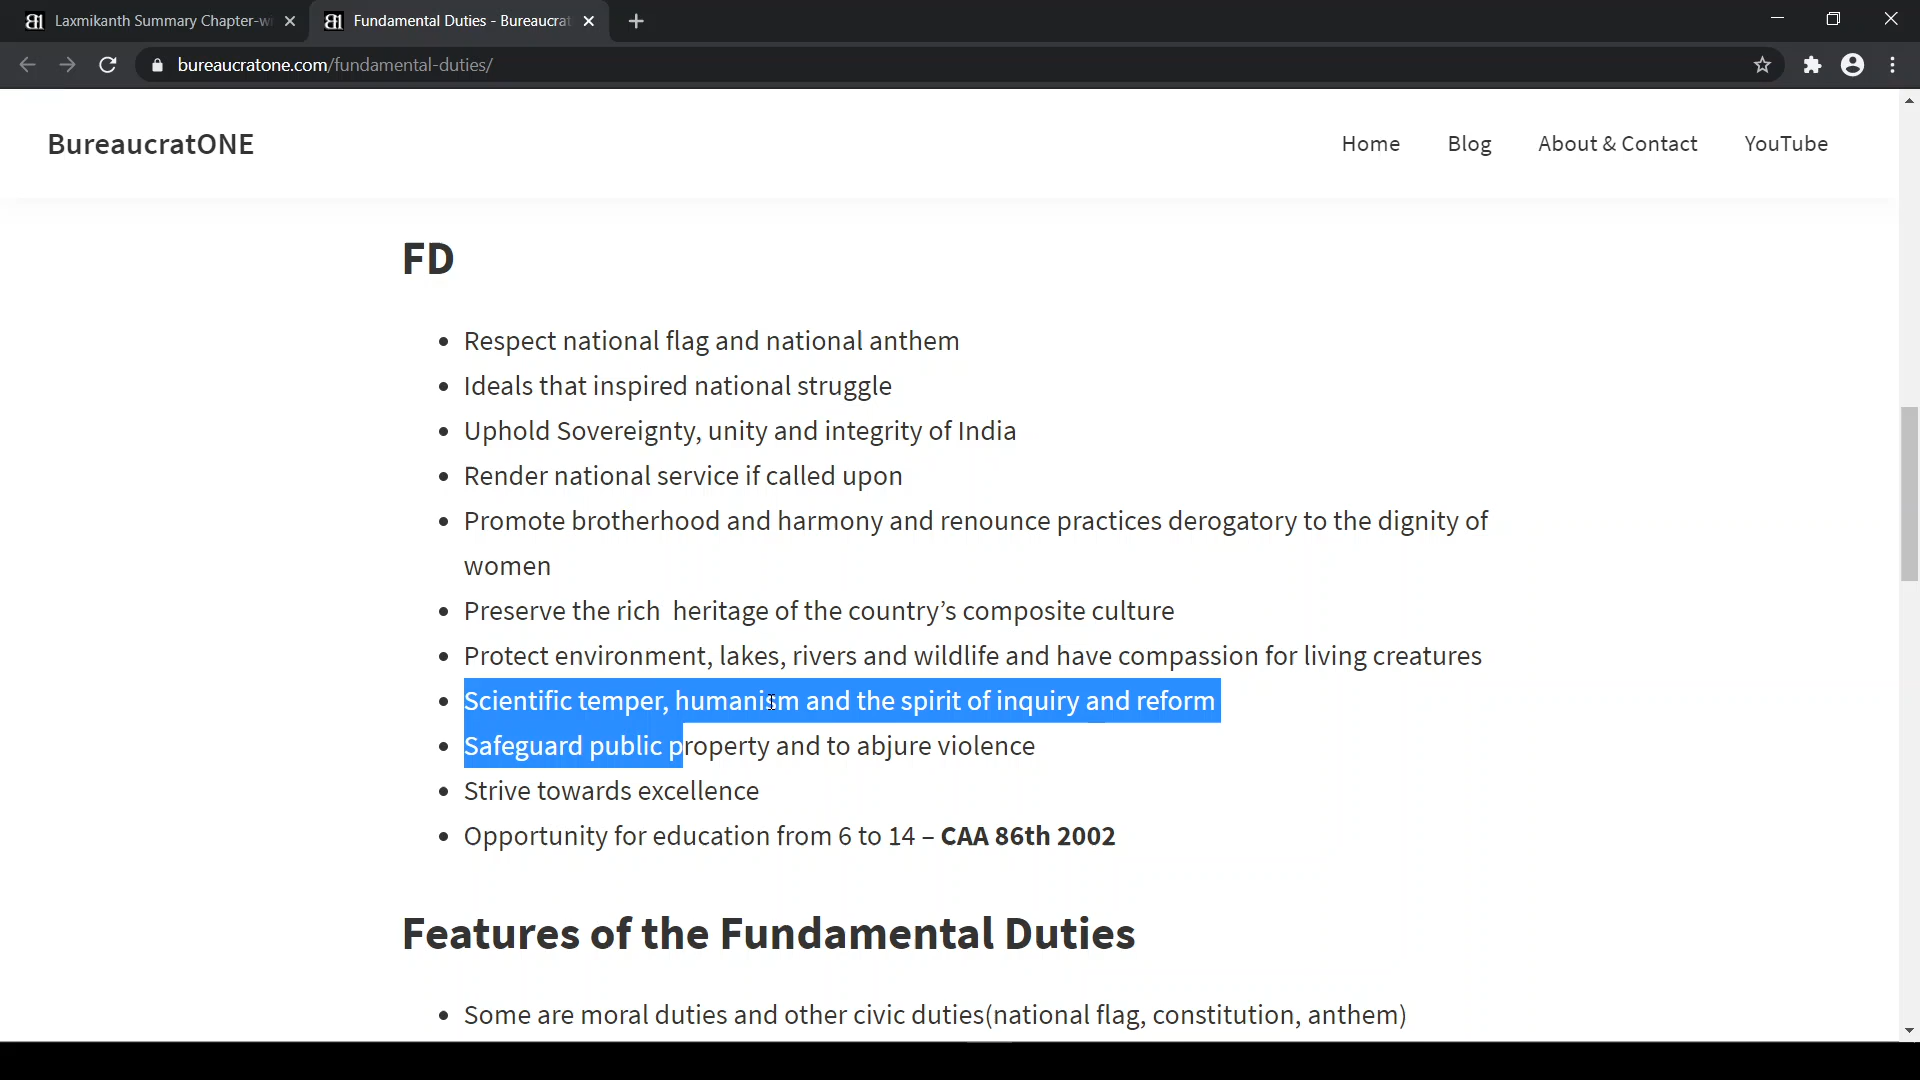 Laxmikanth Summary Chapter-wi
Fundamental Duties - Bureaucrat
bureaucratone.com/fundamental-duties/
BureaucratONE
Home Blog About & Contact YouTube
FD
Respect national flag and national anthem
Ideals that inspired national struggle
Uphold Sovereignty, unity and integrity of India
Render national service if called upon
Promote brotherhood and harmony and renounce practices derogatory to the dignity of
women
Preserve the rich heritage of the country’s composite culture
Protect environment, lakes, rivers and wildlife and have compassion for living creatures
Scientific temper, humanism and the spirit of inquiry and reform
Safeguard public property and to abjure violence
Strive towards excellence
Opportunity for education from 6 to 14 – CAA 86th 2002
Features of the Fundamental Duties
Some are moral duties and other civic duties(national flag, constitution, anthem)